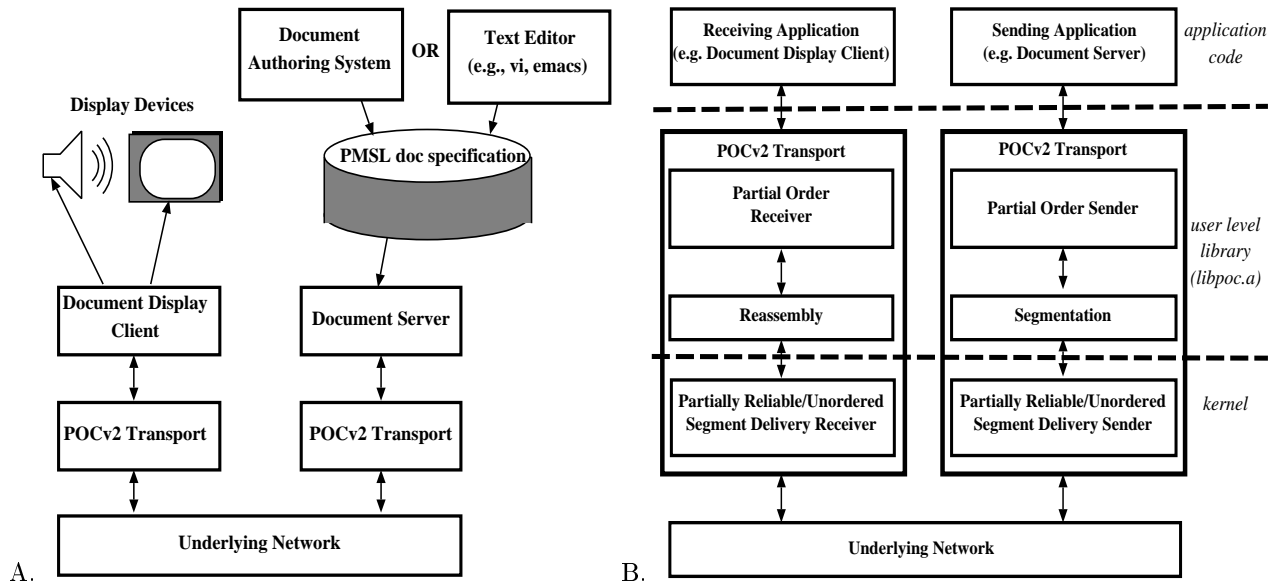 Document
Authoring System
OR
Text Editor
(e.g., vi, emacs)
Display Devices
PMSL doc specification
Document Display
Client
Document Server
POCv2 Transport
POCv2 Transport
Underlying Network
A.
Receiving Application
(e.g. Document Display Client)
Sending Application
(e.g. Document Server)
application
code
POCv2 Transport
POCv2 Transport
Partial Order
Receiver
Partial Order Sender
user level
library
(libpoc.a)
Reassembly
Segmentation
Partially Reliable/Unordered
Segment Delivery Receiver
Partially Reliable/Unordered
Segment Delivery Sender
kernel
Underlying Network
B.